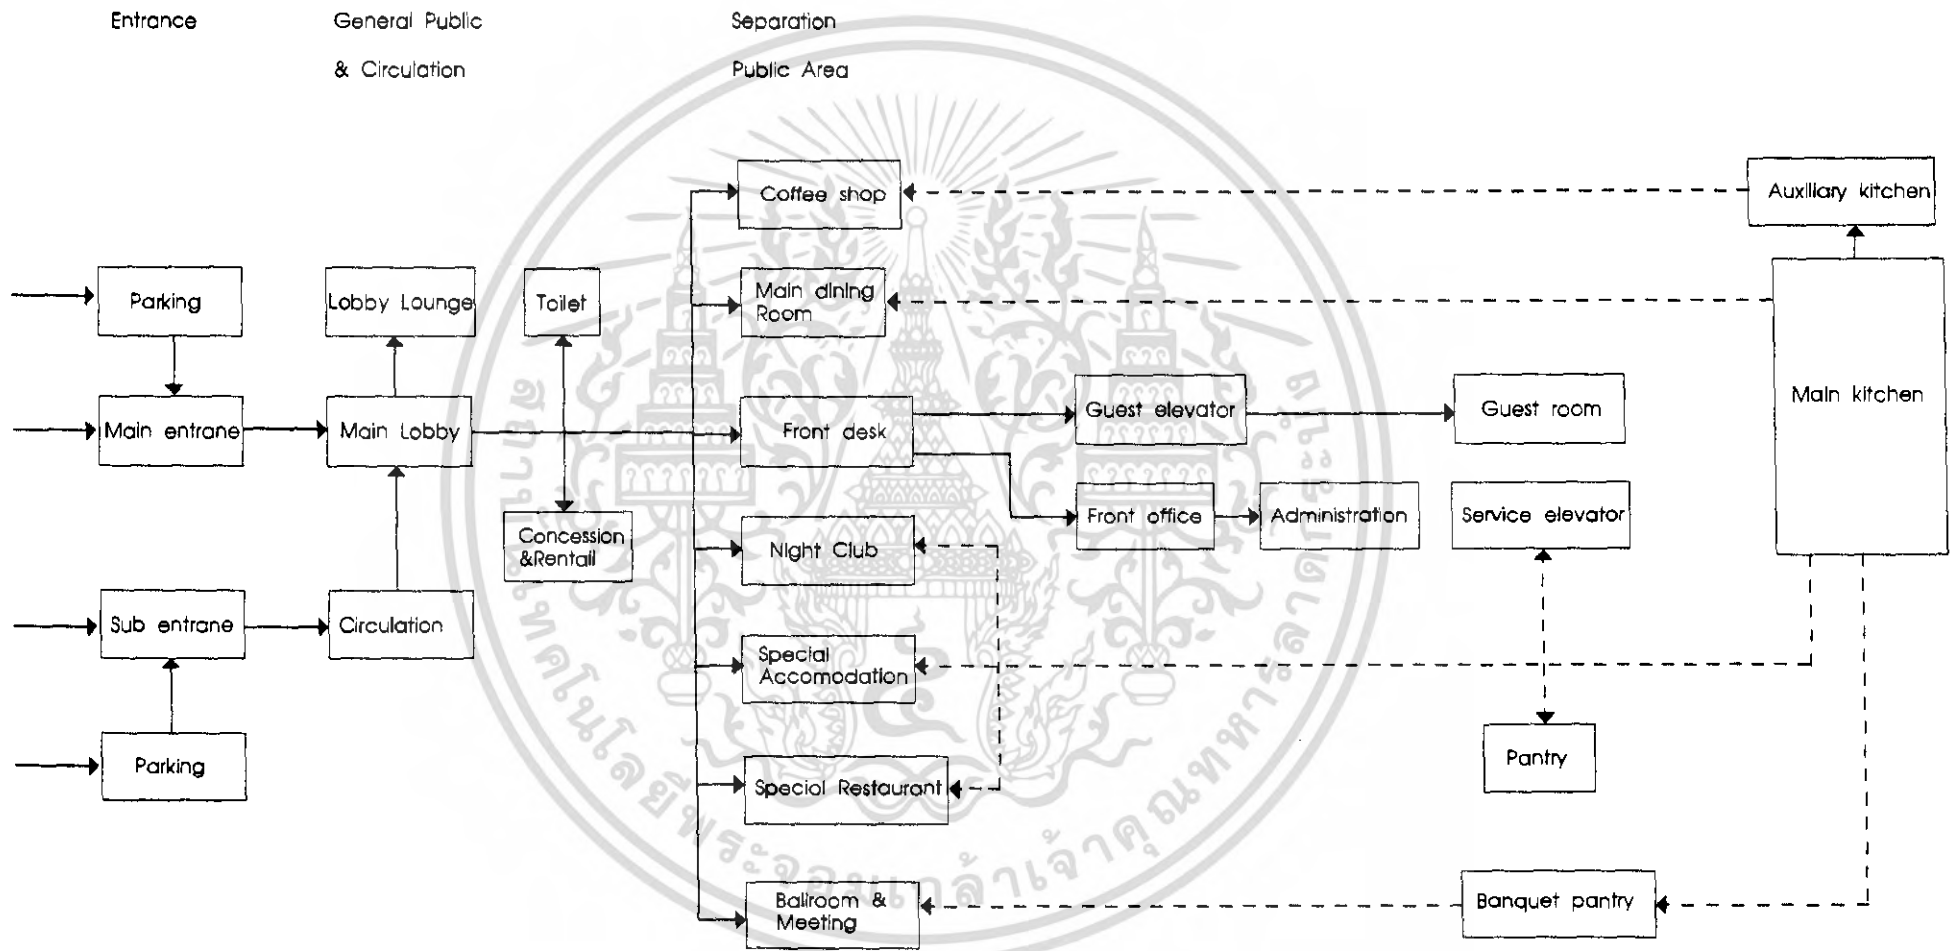 Entrance
General Public
& Circulation
Separation
Public Area
Coffee shop
Auxiliary kitchen
Parking
Lobby Lounge
Toilet
Main dining
Room
Main kitchen
Main entrane
Main Lobby
Front desk
Guest elevator
Guest room
Concession
&Rentall
Night Club
Front office
Administration
Service elevator
Sub entrane
Circulation
Special
Accomodation
Parking
Special Restaurant
Pantry
Ballroom &
Meeting
Banquet pantry